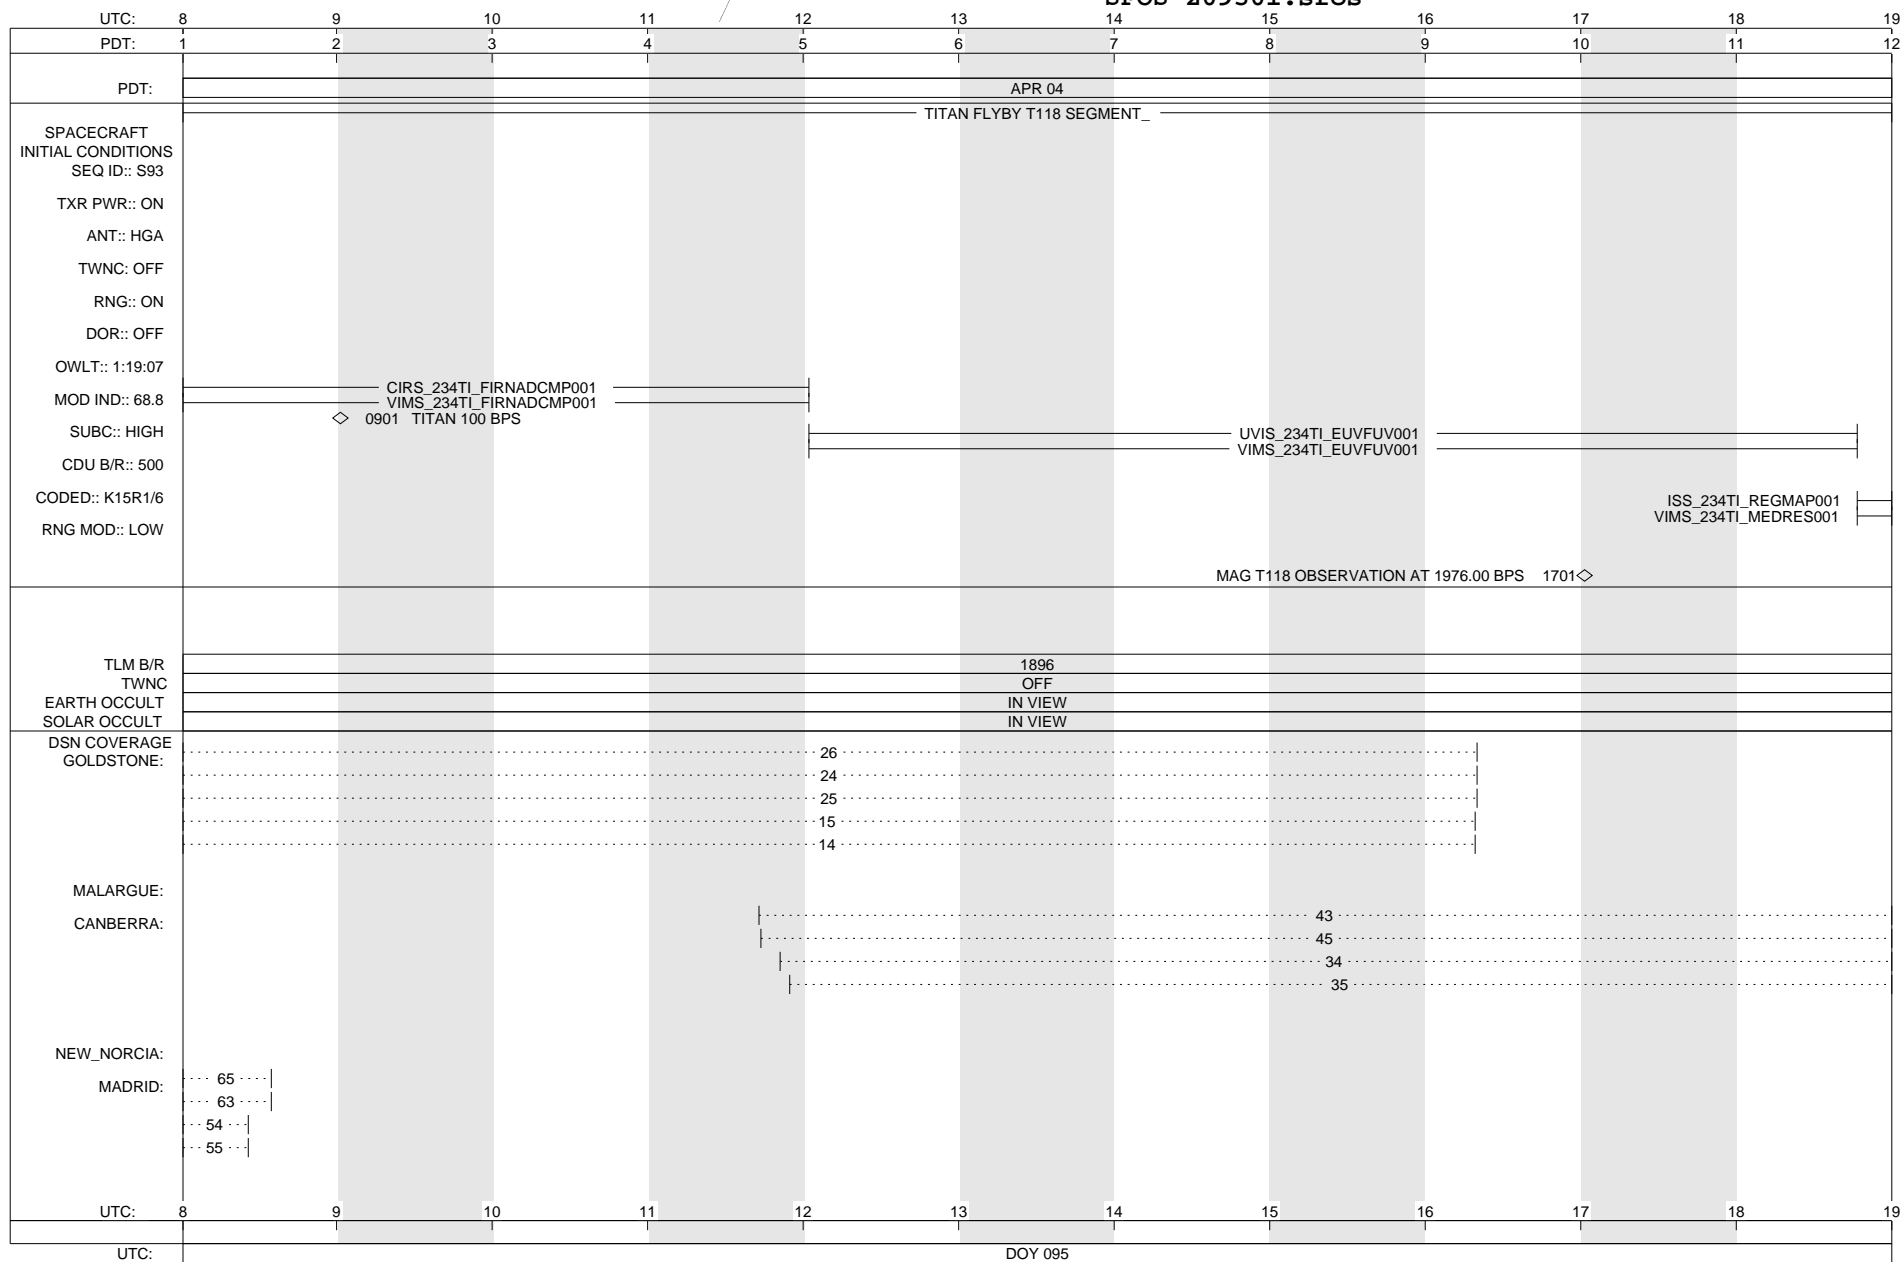 UTC: 8 9 10 11 12 13 14 15 16 17 18 19
PDT: 1 2 3 4 5 6 7 8 9 10 11 12
PDT: APR 04
TITAN FLYBY T118 SEGMENT_
SPACECRAFT
INITIAL CONDITIONS
SEQ ID:: S93
TXR PWR:: ON
ANT:: HGA
TWNC: OFF
RNG:: ON
DOR:: OFF
OWLT:: 1:19:07
CIRS_234TI_FIRNADCMP001
MOD IND:: 68.8 VIMS_234TI_FIRNADCMP001
0901 TITAN 100 BPS
SUBC:: HIGH UVIS_234TI_EUVFUV001
VIMS_234TI_EUVFUV001
CDU B/R:: 500
CODED:: K15R1/6 ISS_234TI_REGMAP001
VIMS_234TI_MEDRES001
RNG MOD:: LOW
MAG T118 OBSERVATION AT 1976.00 BPS 1701
TLM B/R 1896
TWNC OFF
EARTH OCCULT IN VIEW
SOLAR OCCULT IN VIEW
DSN COVERAGE
GOLDSTONE: 26
24
25
15
14
MALARGUE:
CANBERRA: 43
45
34
35
NEW_NORCIA:
MADRID: 65
63
54
55
UTC: 8 9 10 11 12 13 14 15 16 17 18 19
UTC: DOY 095